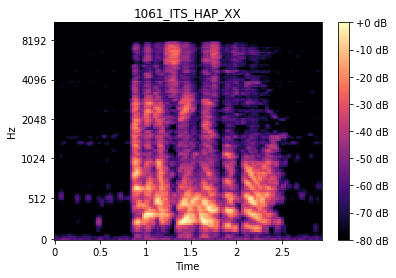 1061_ITS_HAP_XX
+0 dB
8192
-10 dB
4096
-20 dB
-30 dB
2048
Hz
-40 dB
1024
-50 dB
-60 dB
512
-70 dB
0
-80 dB
0 0.5 1 1.5 2 2.5
Time